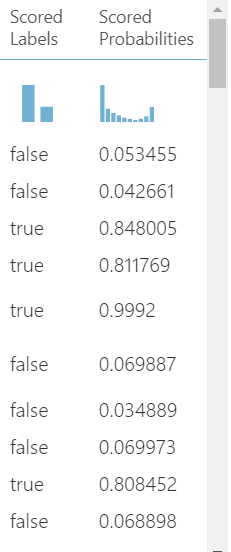 Scored Labels Scored Probabilities
false 0.053455
false 0.042661
true 0.848005
true 0.811769
true 0.9992
false 0.069887
false 0.034889
false 0.069973
true 0.808452
false 0.068898